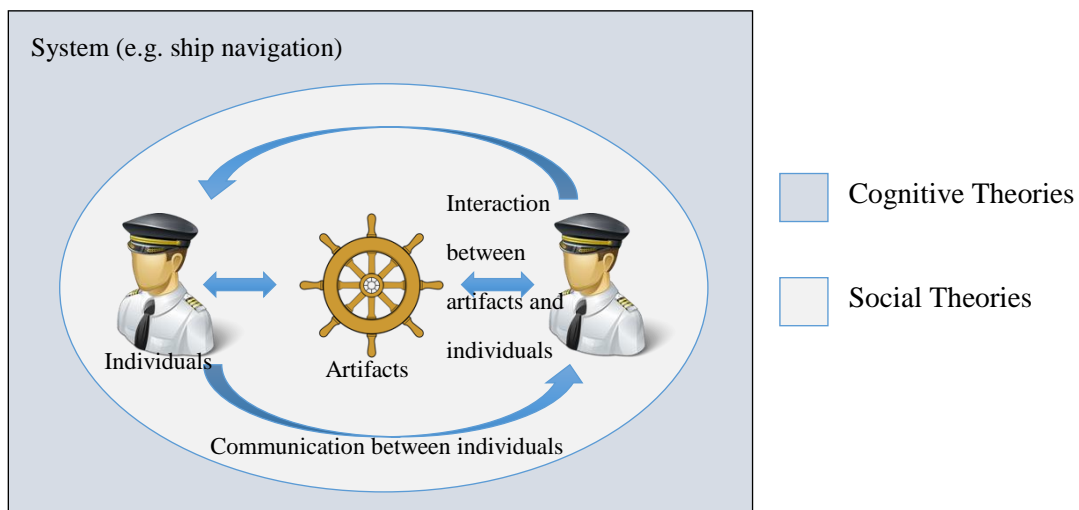 System (e.g. ship navigation)
Interaction
between
artifacts and
individuals
Individuals
Artifacts
Communication between individuals
Cognitive Theories
Social Theories